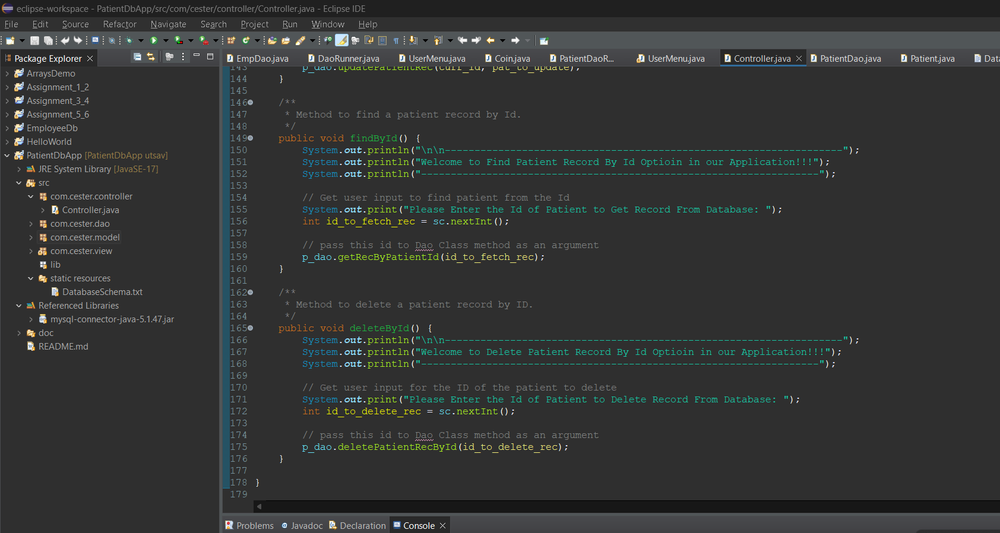 eclipse-workspace - PatientDbApp/src/com/cester/controller/Controller.java - Eclipse IDE
File Edit Source Refactor Navigate Search Project Run Window Help
Package Explorer
ArraysDemo
Assignment_1_2
Assignment_3_4
Assignment_5_6
EmployeeDb
HelloWorld
PatientDbApp [PatientDbApp utsav]
JRE System Library [JavaSE-17]
src
com.cester.controller
Controller.java
com.cester.dao
com.cester.model
com.cester.view
lib
static resources
DatabaseSchema.txt
Referenced Libraries
mysql-connector-java-5.1.47.jar
doc
README.md
EmpDao.java DaoRunner.java UserMenu.java Coin.java PatientDaoR... UserMenu.java Controller.java PatientDao.java Patient.java Data
143 p_dao.updatePatientRec(curr_id, pat_to_update);
144 }
145
146 /**
147 * Method to find a patient record by Id.
148 */
149 public void findById() {
150 System.out.println("\n\n-------------------------------------------------------------------");
151 System.out.println("Welcome to Find Patient Record By Id Optioin in our Application!!!");
152 System.out.println("-------------------------------------------------------------------");
153
154 // Get user input to find patient from the Id
155 System.out.print("Please Enter the Id of Patient to Get Record From Database: ");
156 int id_to_fetch_rec = sc.nextInt();
157
158 // pass this id to Dao Class method as an argument
159 p_dao.getRecByPatientId(id_to_fetch_rec);
160 }
161
162 /**
163 * Method to delete a patient record by ID.
164 */
165 public void deleteById() {
166 System.out.println("\n\n-------------------------------------------------------------------");
167 System.out.println("Welcome to Delete Patient Record By Id Optioin in our Application!!!");
168 System.out.println("-------------------------------------------------------------------");
169
170 // Get user input for the ID of the patient to delete
171 System.out.print("Please Enter the Id of Patient to Delete Record From Database: ");
172 int id_to_delete_rec = sc.nextInt();
173
174 // pass this id to Dao Class method as an argument
175 p_dao.deletePatientRecById(id_to_delete_rec);
176 }
177
178 }
179
Problems Javadoc Declaration Console